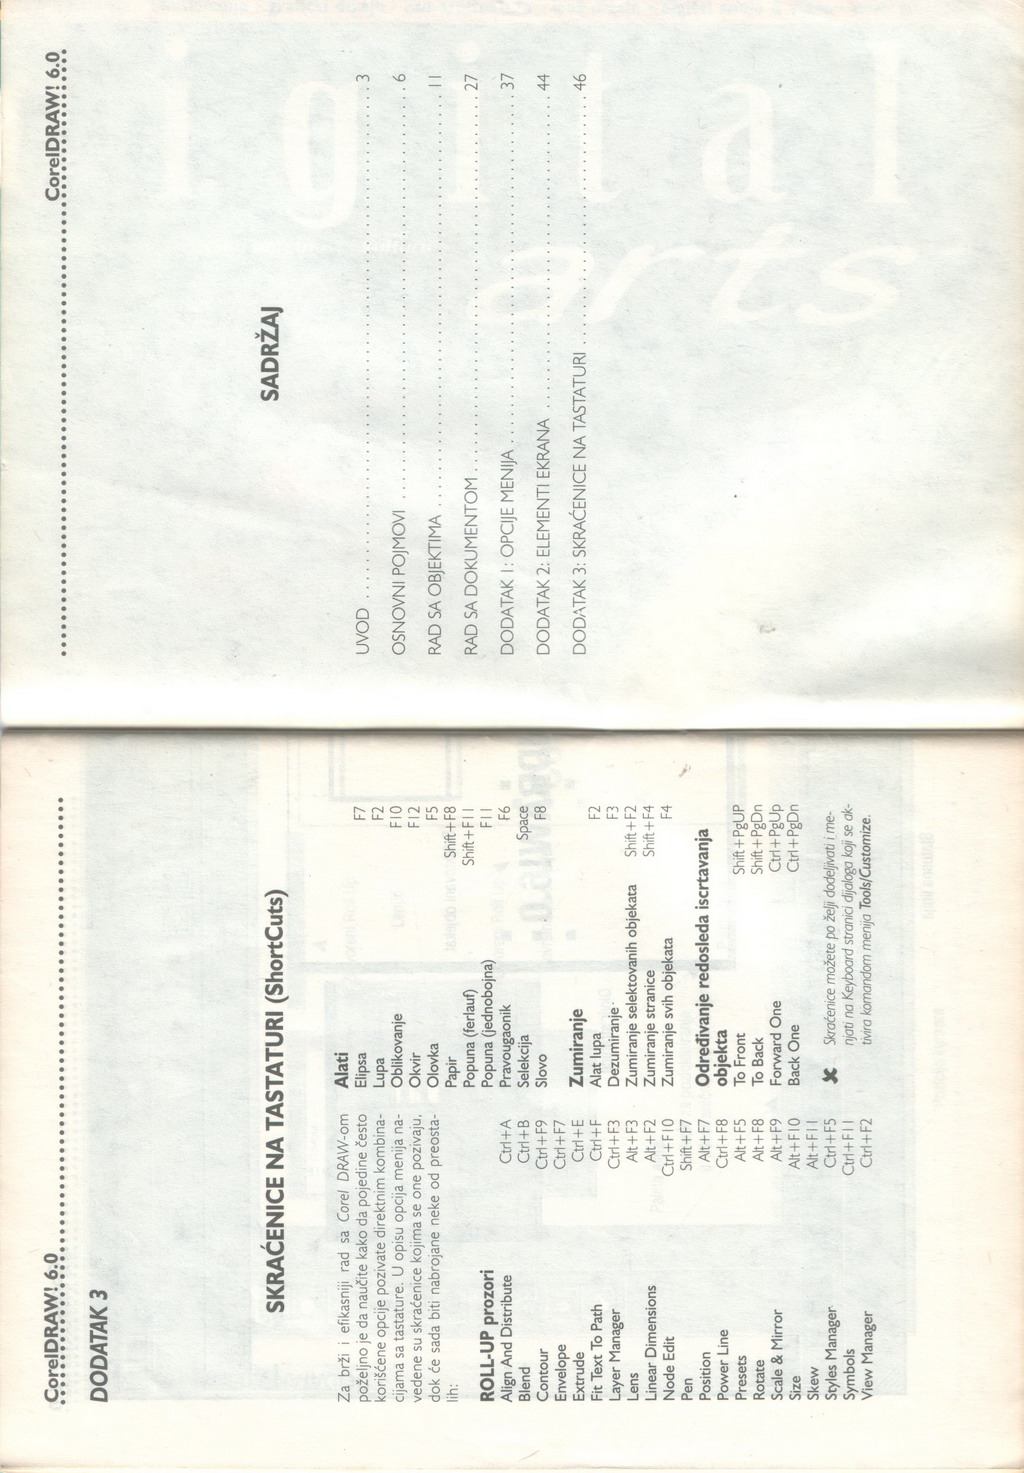 CorelDRAW! 6.0
DODATAK 3
SKRAĆENICE NA TASTATURI (ShortCuts)
Za brži i efikasniji rad sa Corel DRAW-om
poželjno je da naučite kako da pojedine često
korišćene opcije pozivate direktnim kombina-
cijama sa tastature. U opisu opcija menija na-
vedene su skraćenice kojima se one pozivaju,
dok će sada biti nabrojane neke od preosta-
lih:
ROLL-UP prozori
Align And Distribute Ctrl+A
Blend Ctrl+B
Contour Ctrl+F9
Envelope Ctrl+F7
Extrude Ctrl+E
Fit Text To Path Ctrl+F
Layer Manager Ctrl+F3
Lens Alt+F3
Linear Dimensions Alt+F2
Node Edit Ctrl+F10
Pen Shift+F7
Position Alt+F7
Power Line Ctrl+F8
Presets Alt+F5
Rotate Alt+F8
Scale & Mirror Alt+F9
Size Alt+F10
Skew Alt+F11
Styles Manager Ctrl+F5
Symbols Ctrl+F11
View Manager Ctrl+F2
Alati
Elipsa F7
Lupa F2
Oblikovanje F10
Okvir F12
Olovka F5
Papir Shift+F8
Popuna (ferlauf) Shift+F11
Popuna (jednobojna) F11
Pravougaonik F6
Selekcija Space
Slovo F8
Zumiranje
Alat lupa F2
Dezumiranje F3
Zumiranje selektovanih objekata Shift+F2
Zumiranje stranice Shift+F4
Zumiranje svih objekata F4
Određivanje redosleda iscrtavanja
objekta
To Front Shift+PgUP
To Back Shift+PgDn
Forward One Ctrl+PgUp
Back One Ctrl+PgDn
Skraćenice možete po želji dodeljivati i me-
njati na Keyboard stranici dijaloga koji se ak-
tivira komandom menija Tools/Customize.
CorelDRAW! 6.0
SADRŽAJ
UVOD 3
OSNOVNI POJMOVI 6
RAD SA OBJEKTIMA 11
RAD SA DOKUMENTOM 27
DODATAK 1: OPCIJE MENIJA 37
DODATAK 2: ELEMENTI EKRANA 44
DODATAK 3: SKRAĆENICE NA TASTATURI 46
igital
arts